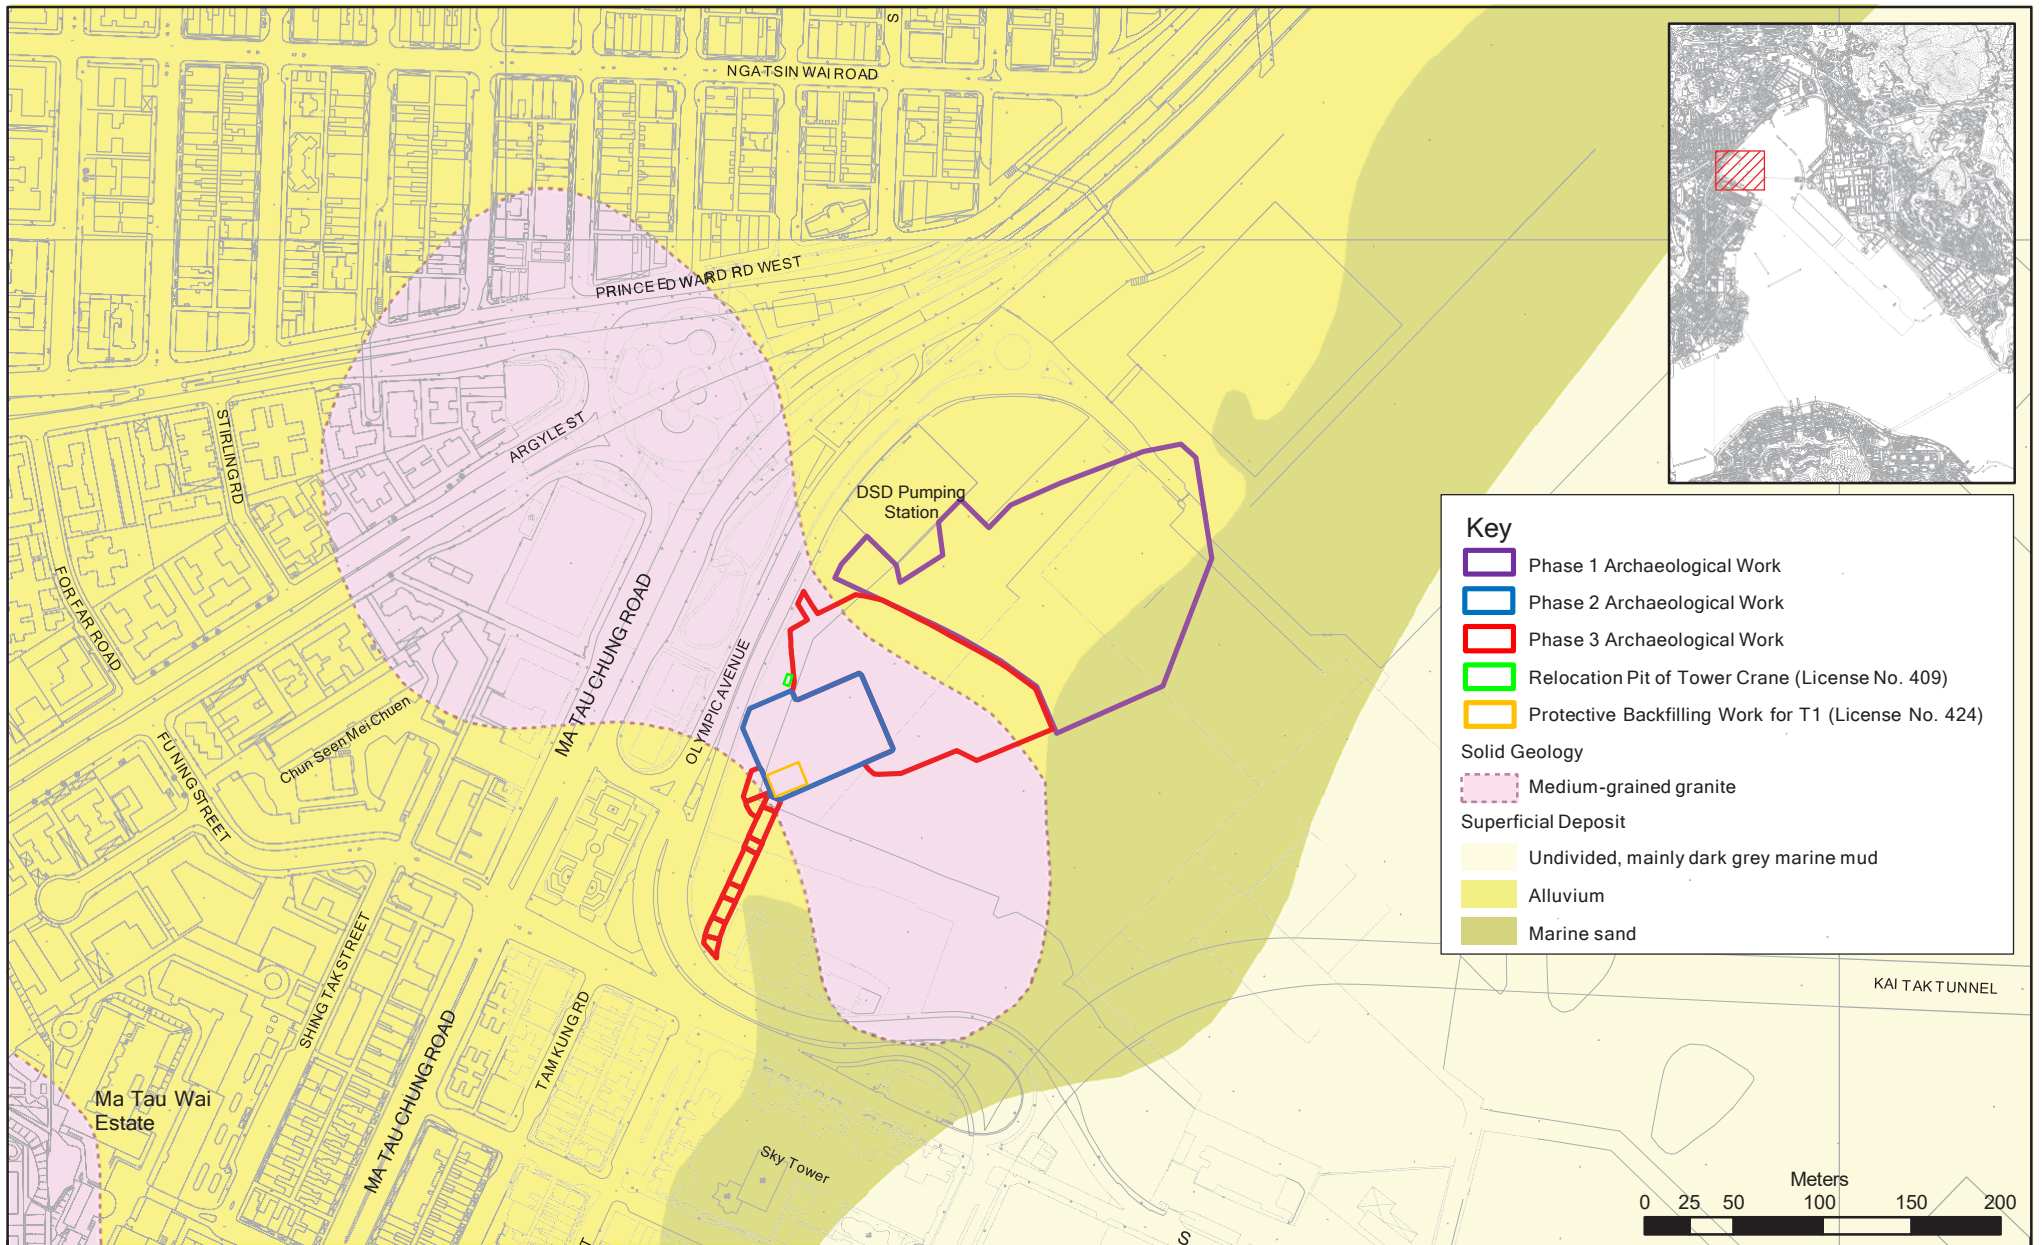 S
NGA TSIN WAI ROAD
PRINCE EDWARD RD WEST
STIRLING RD
ARGYLE ST
DSD Pumping
Station
FORFAR ROAD
MA TAU CHUNG ROAD
OLYMPIC AVENUE
Chun Seen Mei Chuen
FU NING STREET
SHING TAK STREET
MA TAU CHUNG ROAD
TAM KUNG RD
Ma Tau Wai
Estate
Sky Tower
KAI TAK TUNNEL
S
T
Key
Phase 1 Archaeological Work
Phase 2 Archaeological Work
Phase 3 Archaeological Work
Relocation Pit of Tower Crane (License No. 409)
Protective Backfilling Work for T1 (License No. 424)
Solid Geology
Medium-grained granite
Superficial Deposit
Undivided, mainly dark grey marine mud
Alluvium
Marine sand
Meters
0 25 50 100 150 200